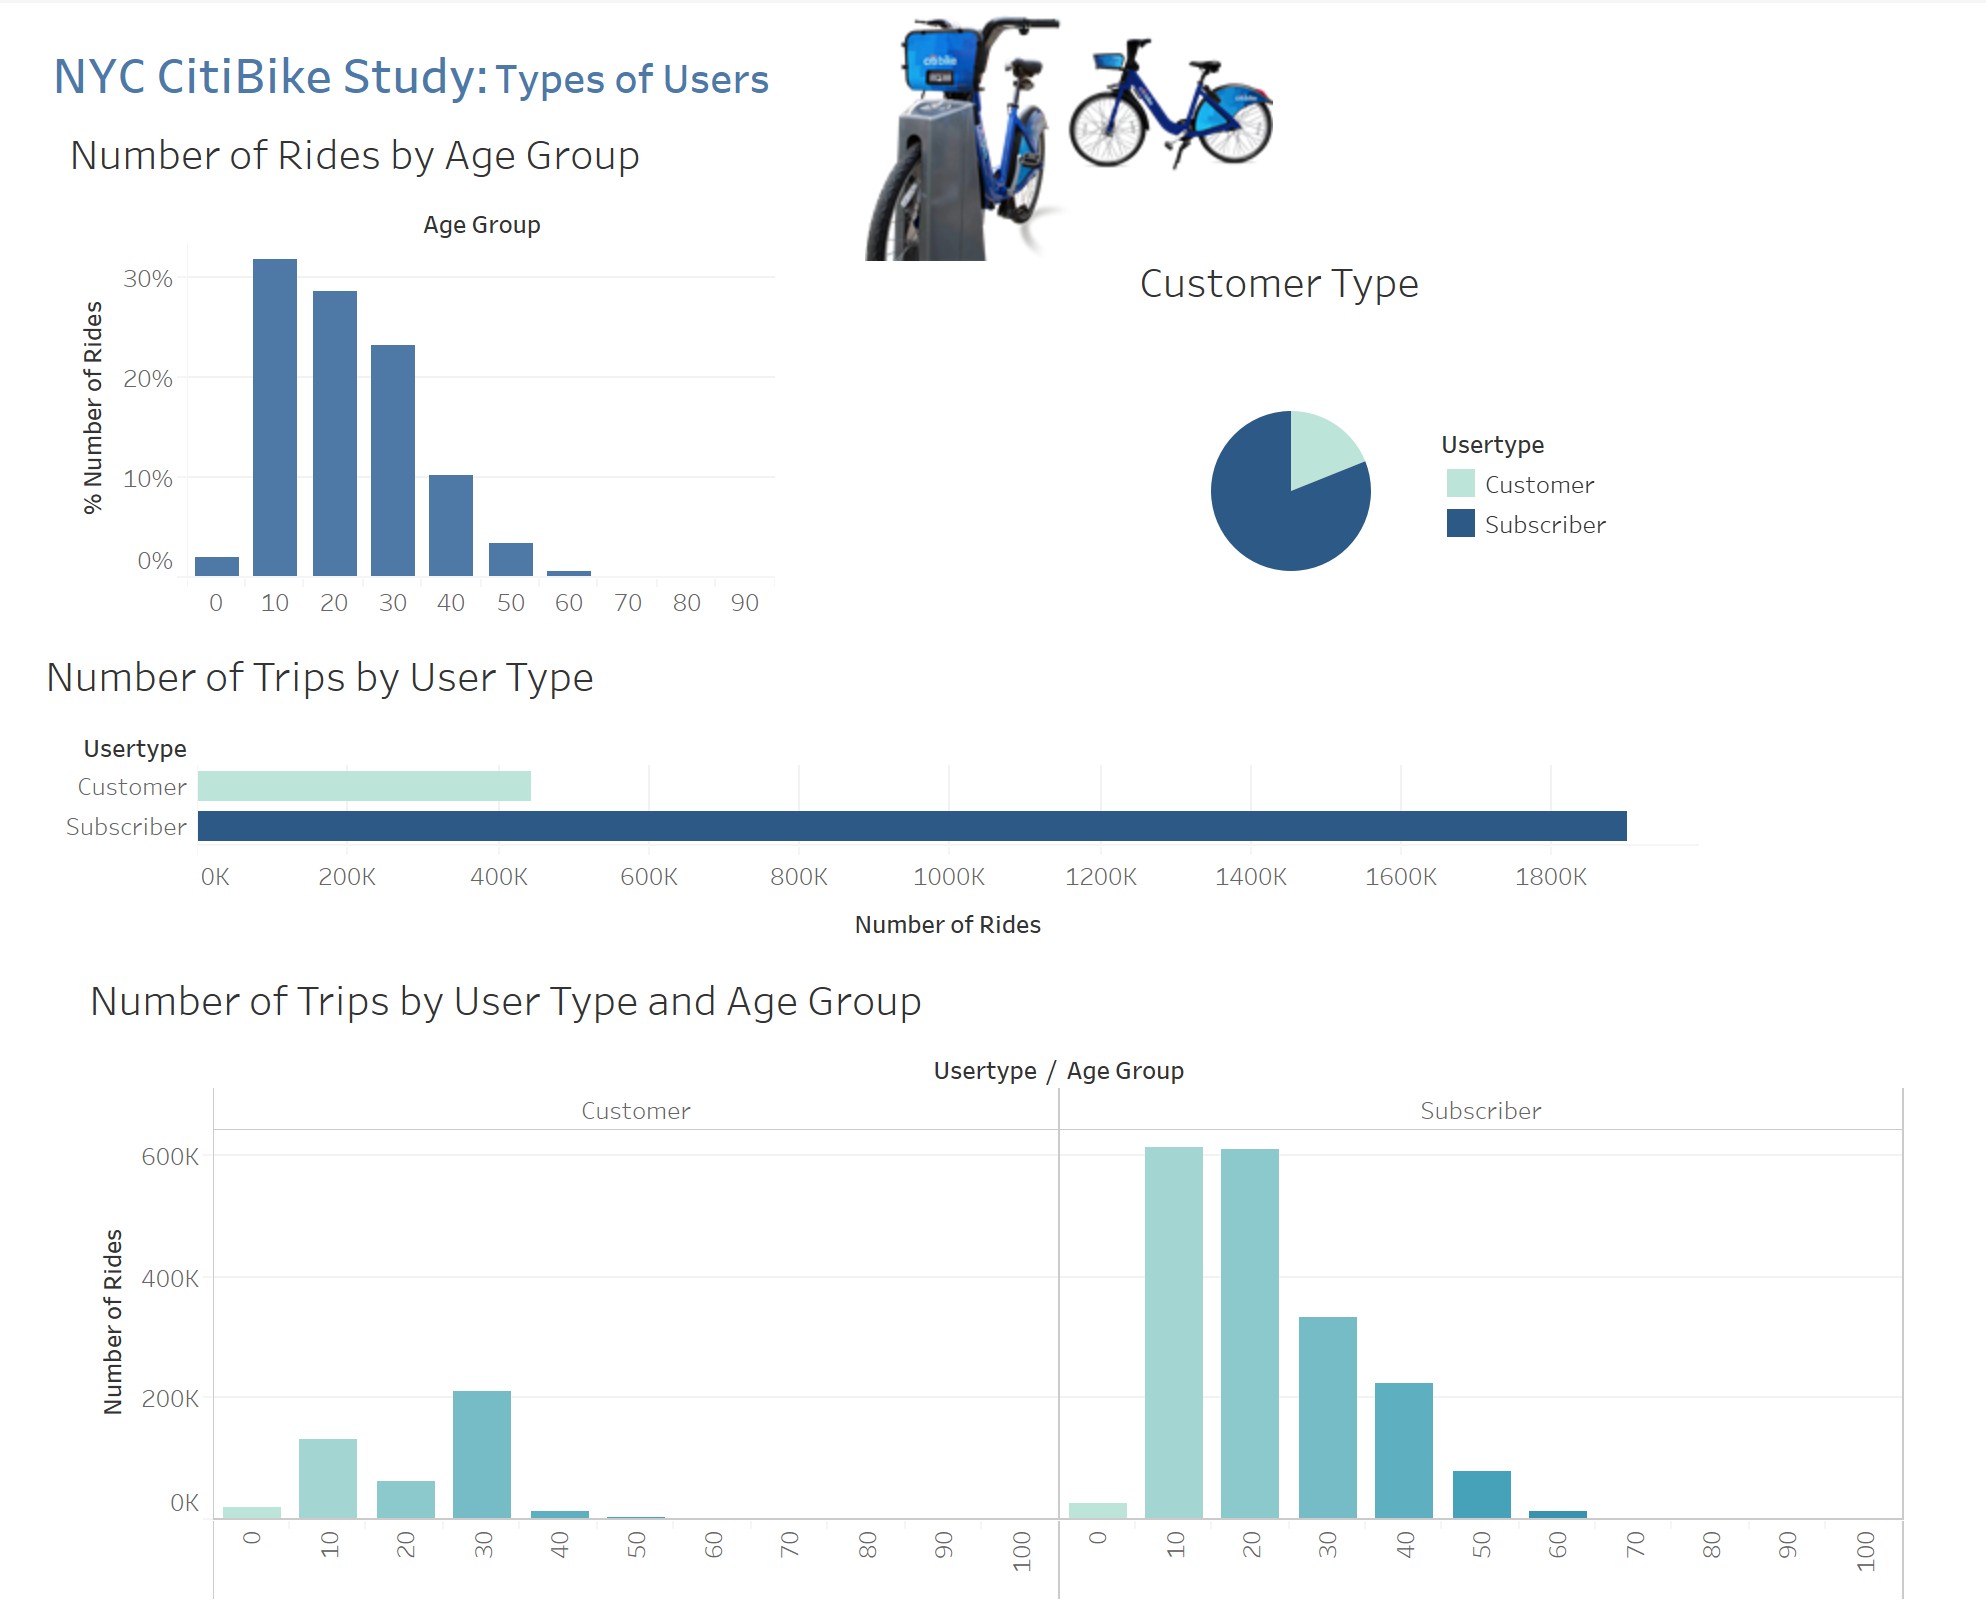 NYC CitiBike Study: Types of Users
Number of Rides by Age Group
Age Group
% Number of Rides
30%
20%
10%
0%
0 10 20 30 40 50 60 70 80 90
citibike
Customer Type
Usertype
Customer
Subscriber
Number of Trips by User Type
Usertype
Customer
Subscriber
0K 200K 400K 600K 800K 1000K 1200K 1400K 1600K 1800K
Number of Rides
Number of Trips by User Type and Age Group
Usertype / Age Group
Customer Subscriber
Number of Rides
600K
400K
200K
0K
0 10 20 30 40 50 60 70 80 90 100 0 10 20 30 40 50 60 70 80 90 100